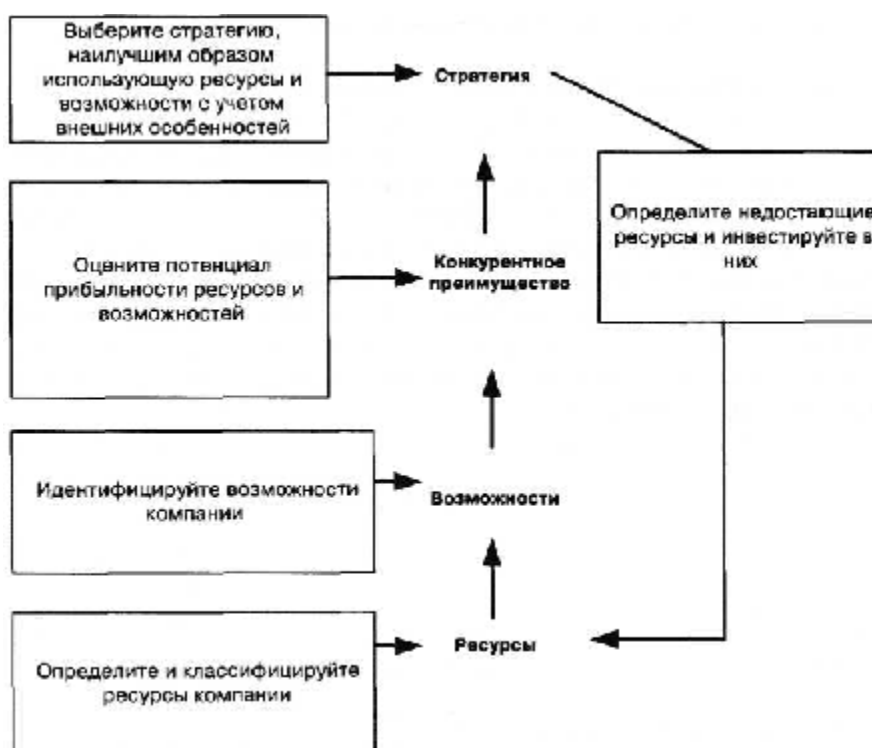 Выберите стратегию,
наилучшим образом
использующую ресурсы и
возможности с учетом
внешних особенностей
Стратегия
Определите недостающие
ресурсы и инвестируйте в
них
Оцените потенциал
прибыльности ресурсов и
возможностей
Конкурентное
преимущество
Идентифицируйте возможности
компании
Возможности
Определите и классифицируйте
ресурсы компании
Ресурсы